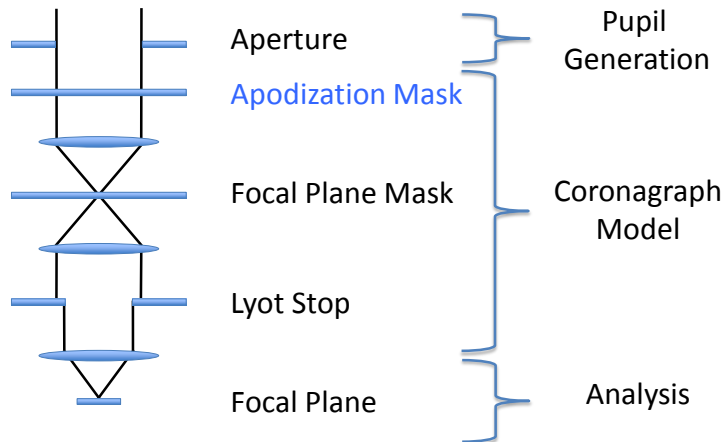 Aperture
Pupil
Generation
Apodization Mask
Focal Plane Mask
Coronagraph
Model
Lyot Stop
Focal Plane
Analysis